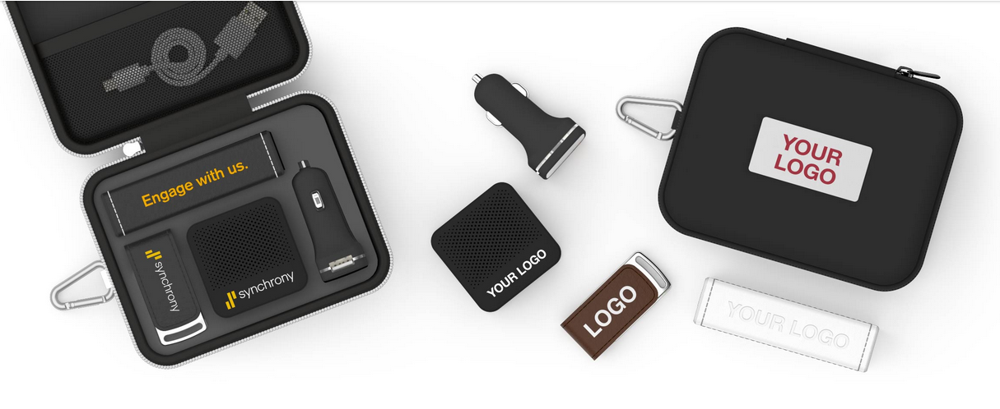 Engage with us.
synchrony
synchrony
YOUR LOGO
LOGO
YOUR
LOGO
YOUR LOGO